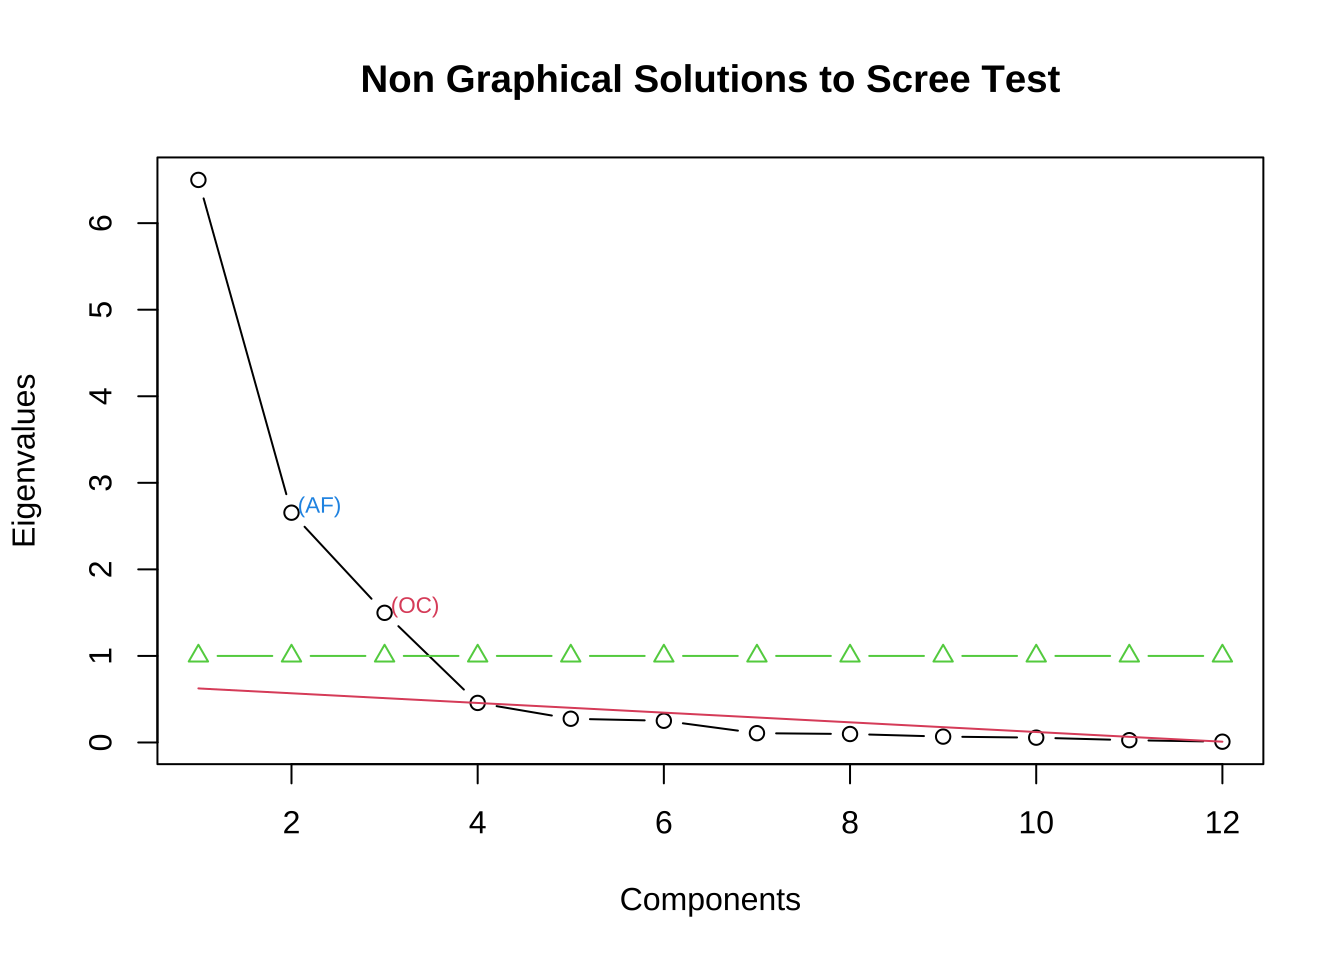 Non Graphical Solutions to Scree Test
Eigenvalues
6
5
4
3
2
1
0
(AF)
(OC)
2 4 6 8 10 12
Components